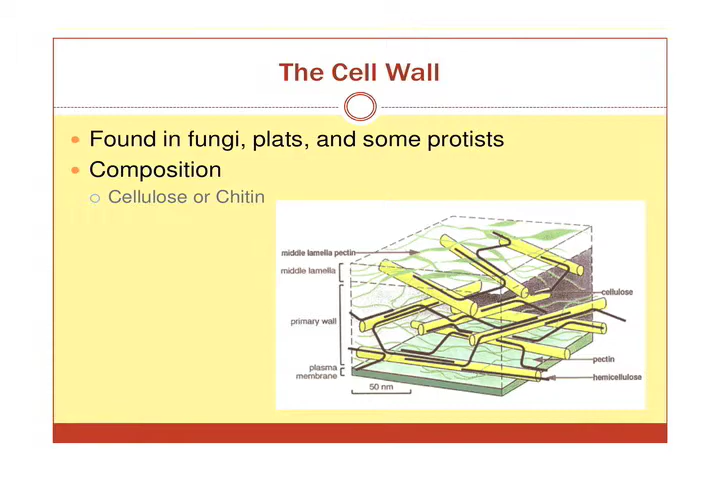 The Cell Wall
Found in fungi, plats, and some protists
Composition
Cellulose or Chitin
middle lamella pectin
middle lamella
cellulose
primary wall
pectin
plasma
membrane
hemicellulose
50 nm